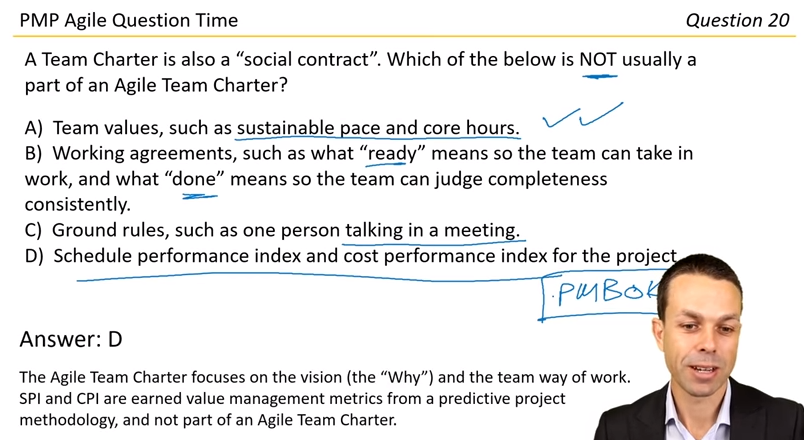 PMP Agile Question Time
Question 20
A Team Charter is also a “social contract”. Which of the below is NOT usually a
part of an Agile Team Charter?
A) Team values, such as sustainable pace and core hours.
B) Working agreements, such as what “ready” means so the team can take in
work, and what “done” means so the team can judge completeness
consistently.
C) Ground rules, such as one person talking in a meeting.
D) Schedule performance index and cost performance index for the project
PMBOK
Answer: D
The Agile Team Charter focuses on the vision (the “Why”) and the team way of work.
SPI and CPI are earned value management metrics from a predictive project
methodology, and not part of an Agile Team Charter.